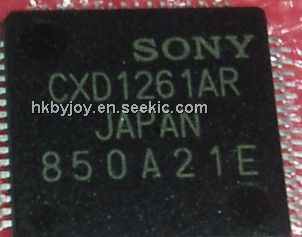 SONY
CXD1261AR
hkbyjoy.en.seekic.com
JAPAN
850A21E